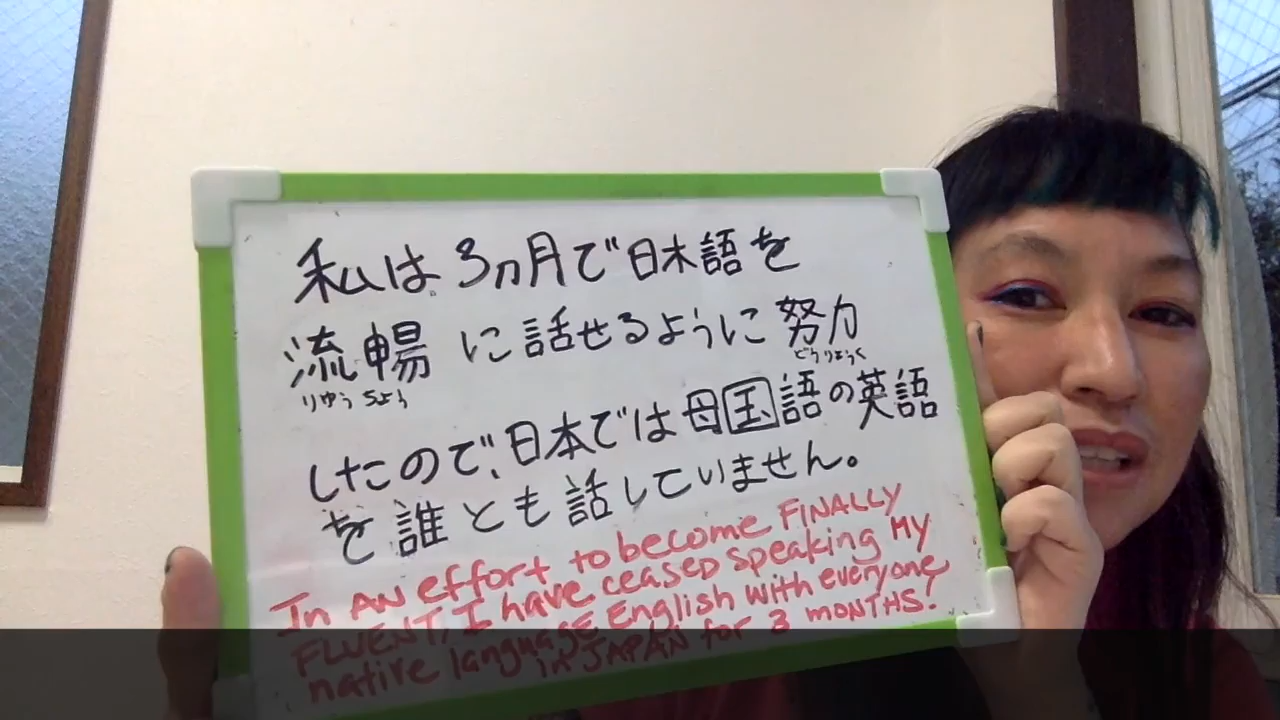 私は3ヵ月で日本語を
流暢に話せるように努力
りゅうちょう どうりょうく
したので、日本では母国語の英語
を誰とも話していません。
In AN effort to become FINALLY
FLUENT, I have ceased speaking My
native language English with everyone
in JAPAN for 3 MONTHS!